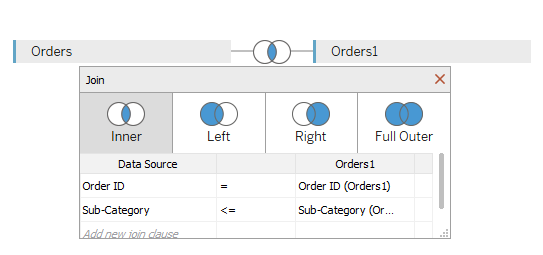 Orders Orders1
Join
Inner Left Right Full Outer
Data Source Orders1
Order ID = Order ID (Orders1)
Sub-Category <= Sub-Category (Or...
Add new join clause